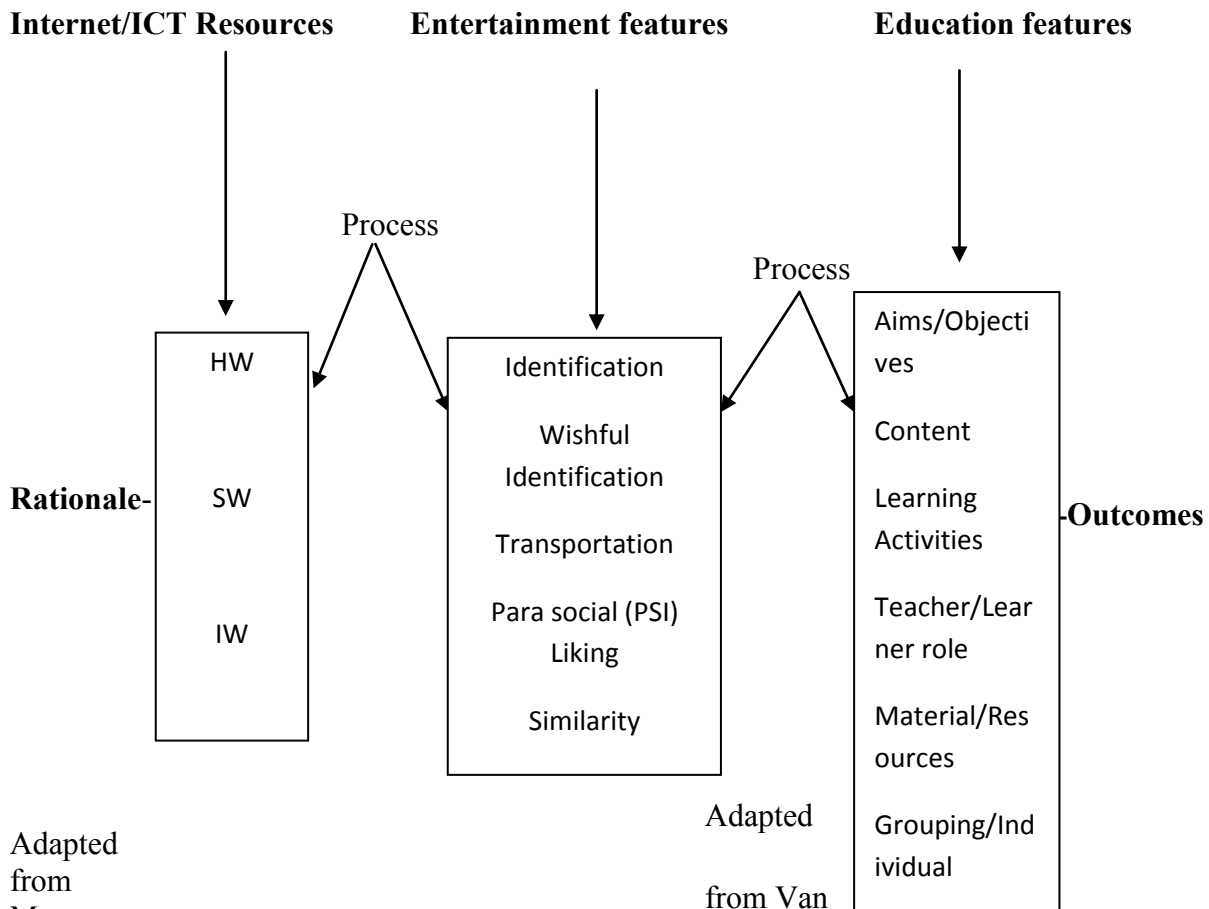 Internet/ICT Resources
Entertainment features
Education features
Process
Process
HW
SW
IW
Identification
Wishful
Identification
Transportation
Para social (PSI)
Liking
Similarity
Aims/Objecti
ves
Content
Learning
Activities
Teacher/Lear
ner role
Material/Res
ources
Grouping/Ind
ividual
Rationale-
-Outcomes
Adapted
from
Adapted
from Van